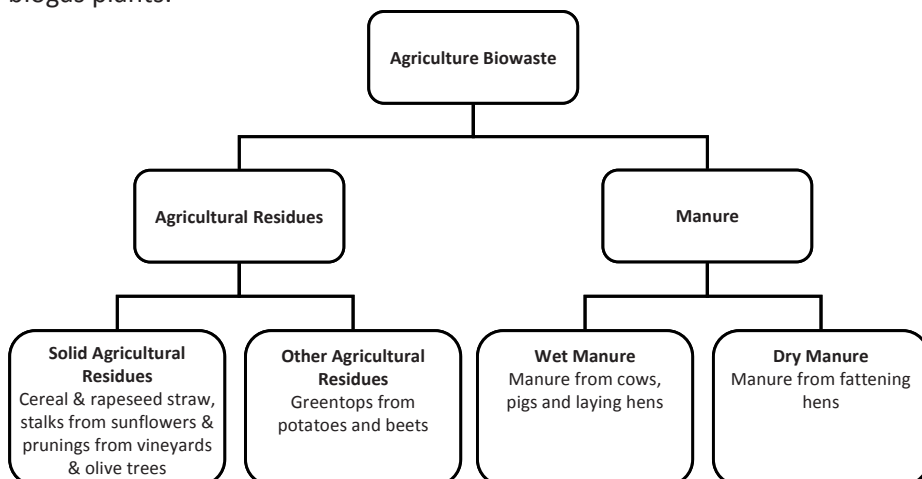 biogas plants.
Agriculture Biowaste
Agricultural Residues
Manure
Solid Agricultural
Residues
Cereal & rapeseed straw,
stalks from sunflowers &
prunings from vineyards
& olive trees
Other Agricultural
Residues
Greentops from
potatoes and beets
Wet Manure
Manure from cows,
pigs and laying hens
Dry Manure
Manure from fattening
hens